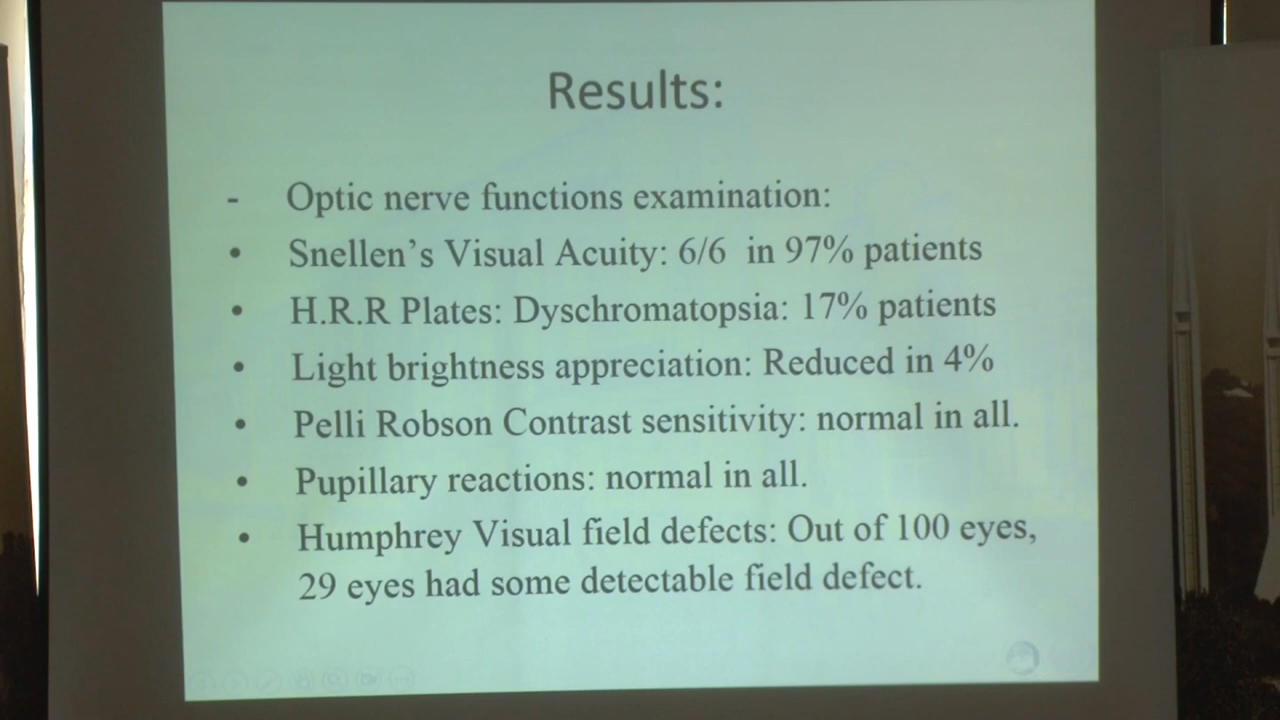 Results:
- Optic nerve functions examination:
• Snellen's Visual Acuity: 6/6 in 97% patients
• H.R.R Plates: Dyschromatopsia: 17% patients
• Light brightness appreciation: Reduced in 4%
• Pelli Robson Contrast sensitivity: normal in all.
• Pupillary reactions: normal in all.
• Humphrey Visual field defects: Out of 100 eyes,
29 eyes had some detectable field defect.